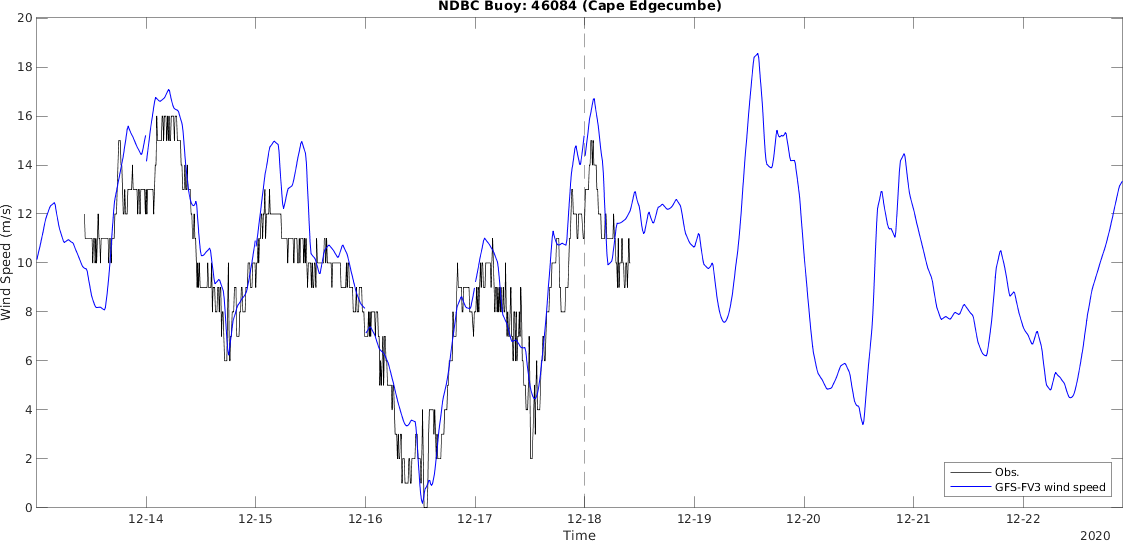 NDBC Buoy: 46084 (Cape Edgecumbe)
20
18
16
14
12
10
8
6
4
2
0
Wind Speed (m/s)
Obs.
GFS-FV3 wind speed
12-14 12-15 12-16 12-17 12-18 12-19 12-20 12-21 12-22
Time
2020